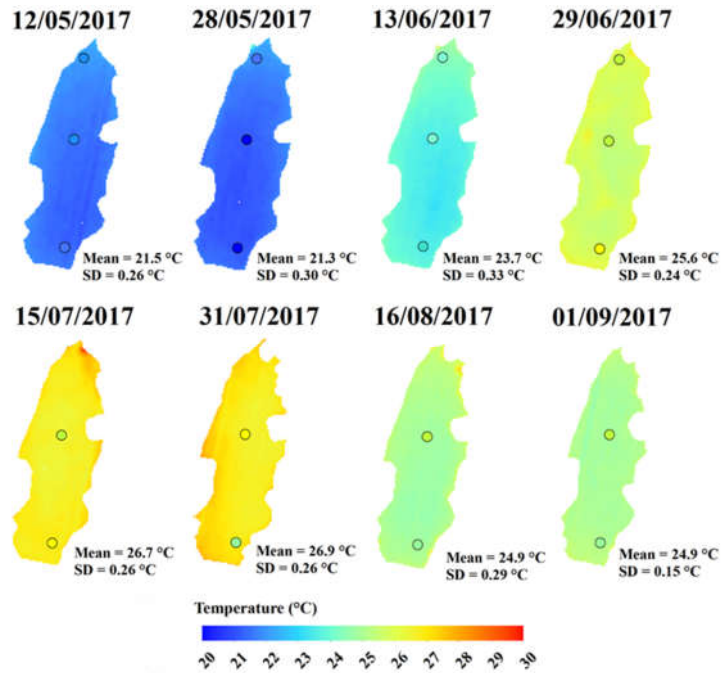 12/05/2017 28/05/2017 13/06/2017 29/06/2017
Mean = 21.5 °C
SD = 0.26 °C
Mean = 21.3 °C
SD = 0.30 °C
Mean = 23.7 °C
SD = 0.33 °C
Mean = 25.6 °C
SD = 0.24 °C
15/07/2017 31/07/2017 16/08/2017 01/09/2017
Mean = 26.7 °C
SD = 0.26 °C
Mean = 26.9 °C
SD = 0.26 °C
Mean = 24.9 °C
SD = 0.29 °C
Mean = 24.9 °C
SD = 0.15 °C
Temperature (°C)
20 21 22 23 24 25 26 27 28 29 30